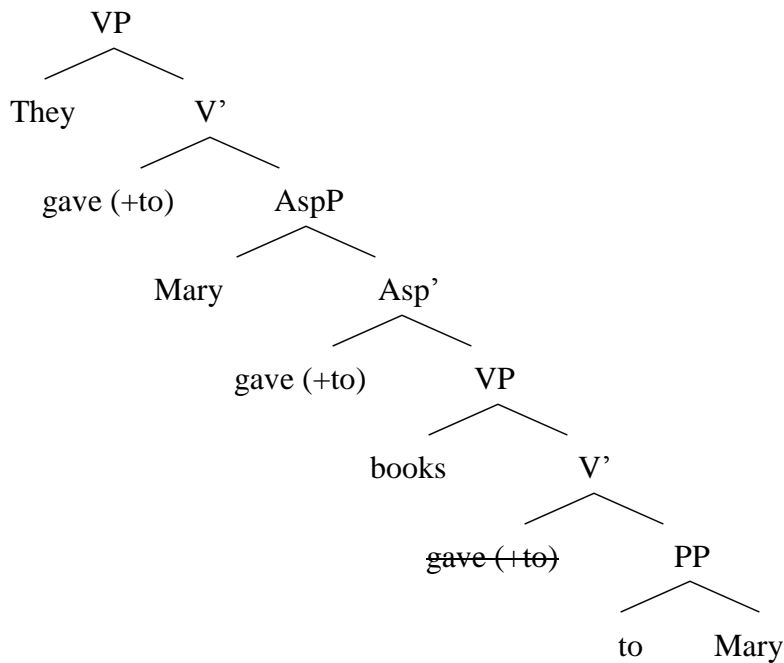 VP
They V’
gave (+to) AspP
Mary Asp’
gave (+to) VP
books V’
gave (+to) PP
to Mary